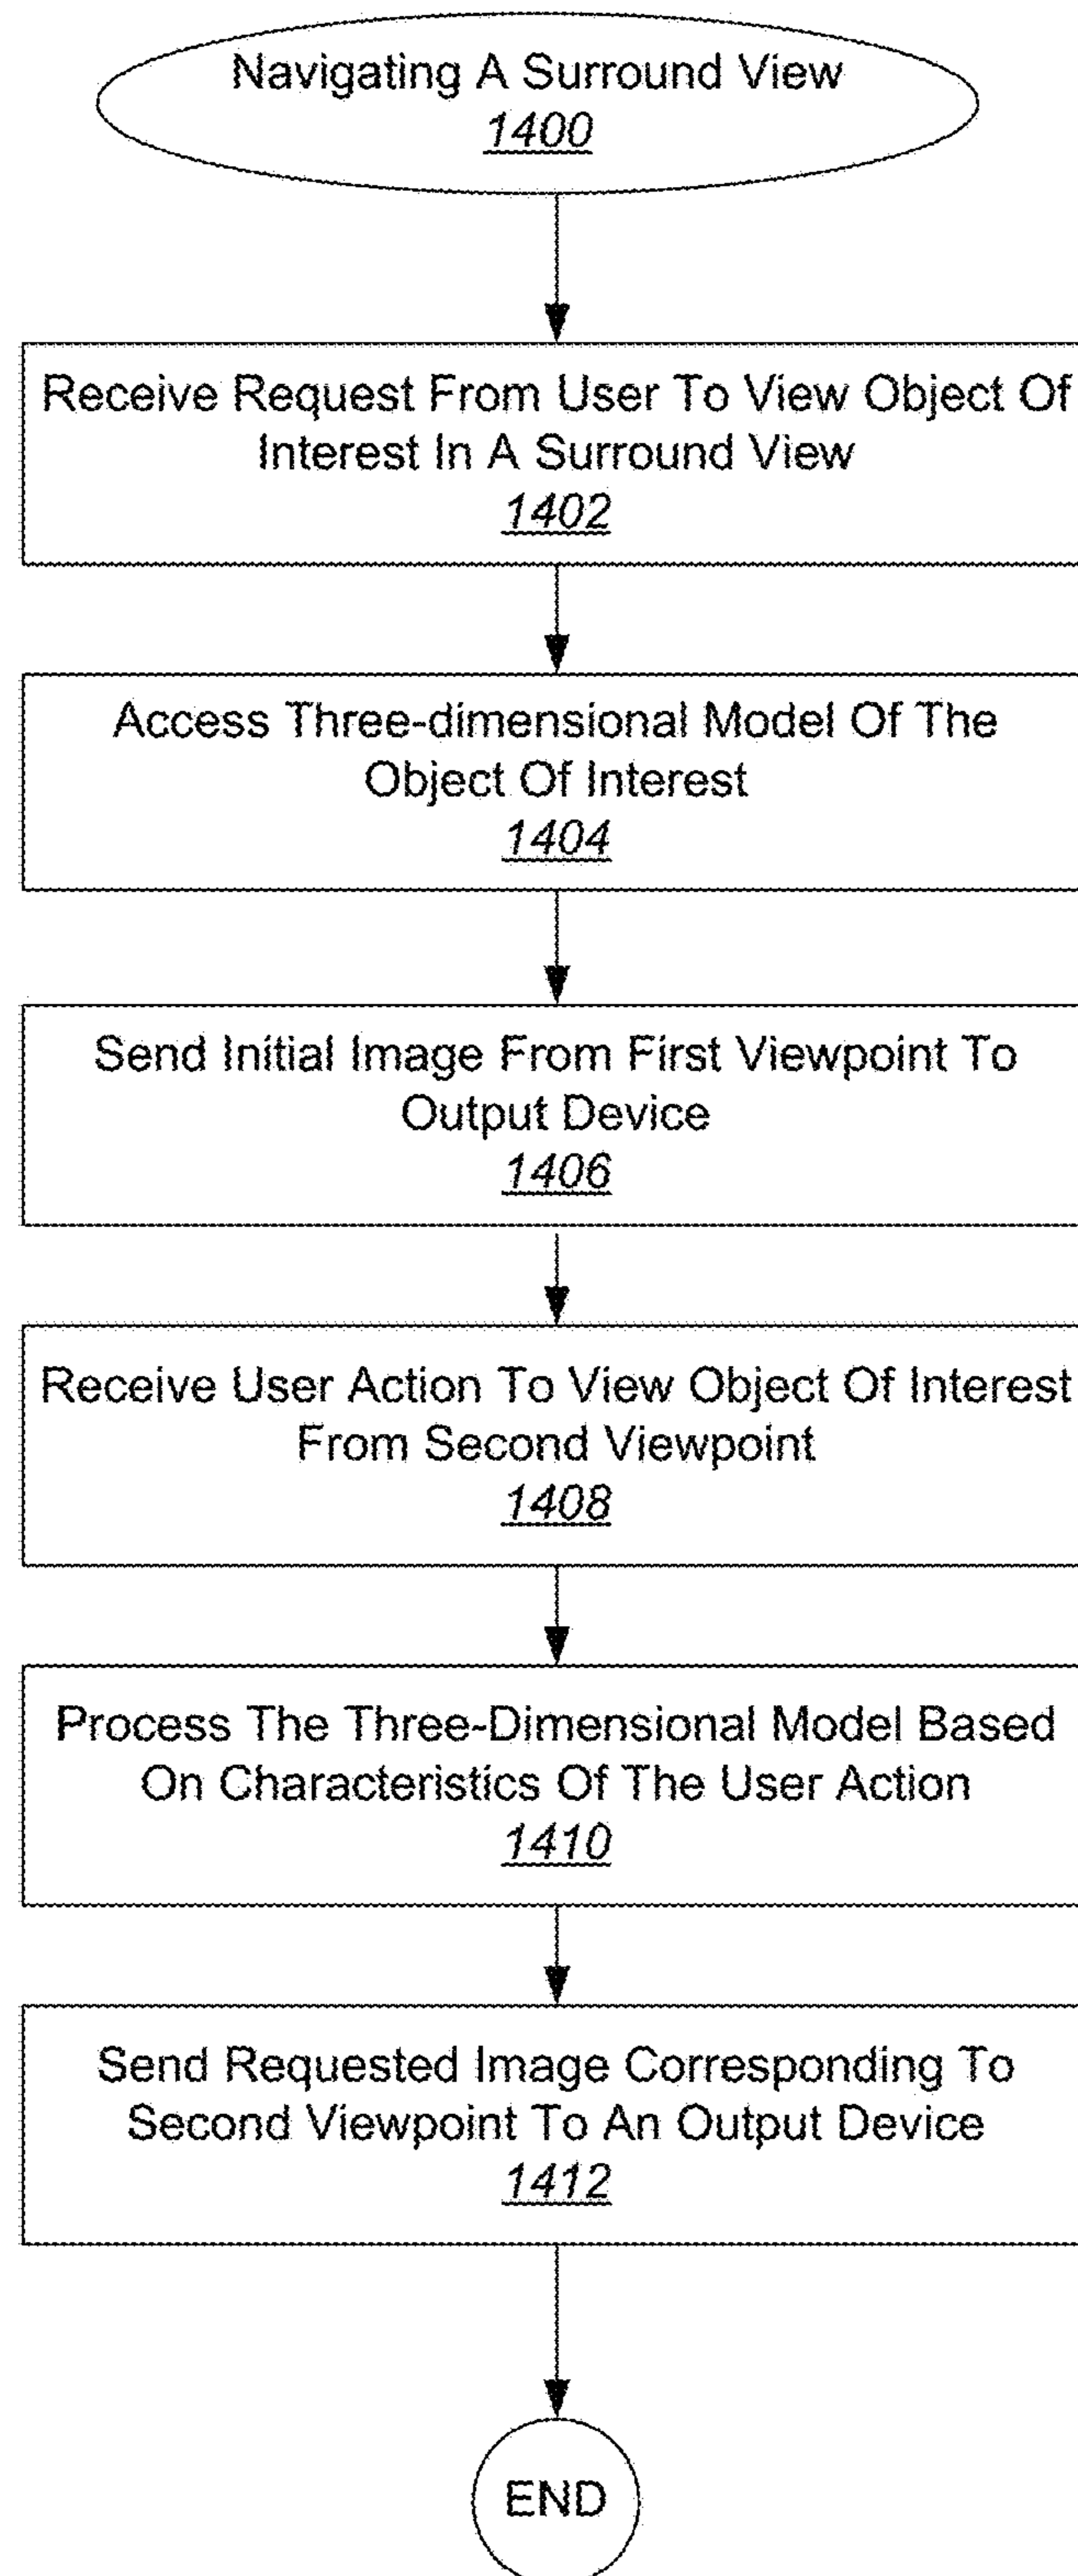 Navigating A Surround View
1400
Receive Request From User To View Object Of
Interest In A Surround View
1402
Access Three-dimensional Model Of The
Object Of Interest
1404
Send Initial Image From First Viewpoint To
Output Device
1406
Receive User Action To View Object Of Interest
From Second Viewpoint
1408
Process The Three-Dimensional Model Based
On Characteristics Of The User Action
1410
Send Requested Image Corresponding To
Second Viewpoint To An Output Device
1412
END